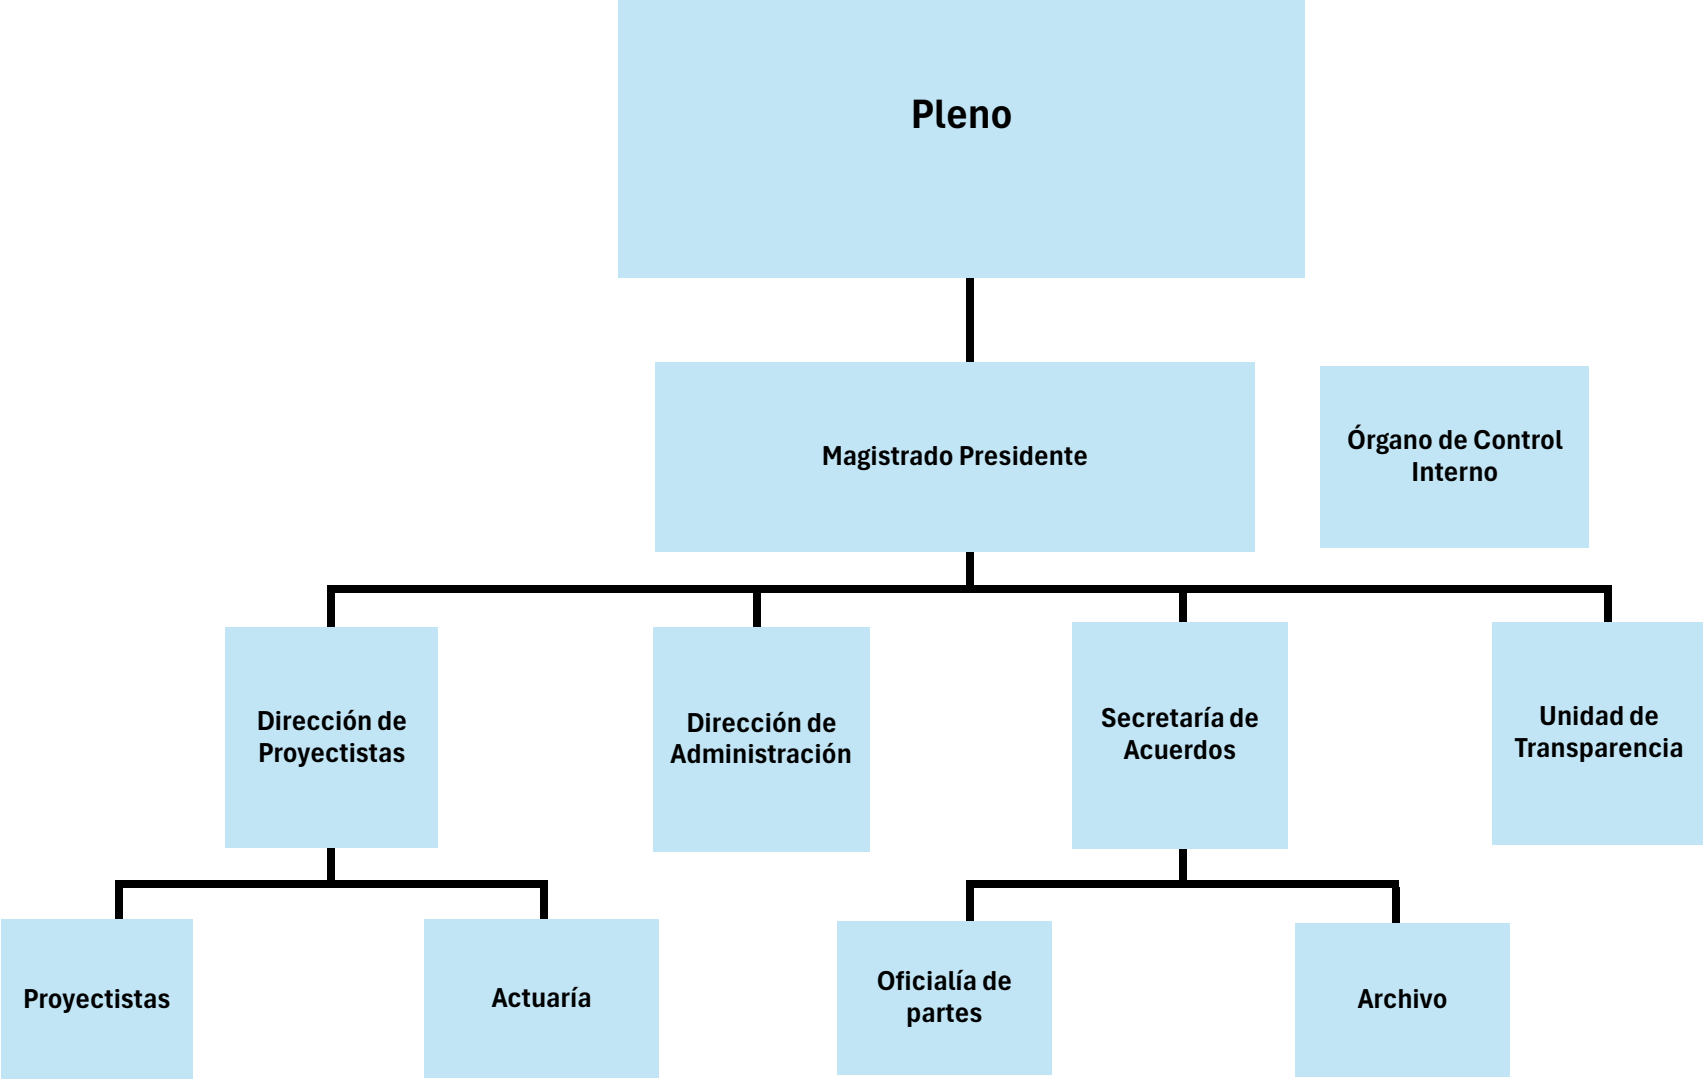 Pleno
Magistrado Presidente
Órgano de Control
Interno
Dirección de
Proyectistas
Dirección de
Administración
Secretaría de
Acuerdos
Unidad de
Transparencia
Proyectistas
Actuaría
Oficialía de
partes
Archivo